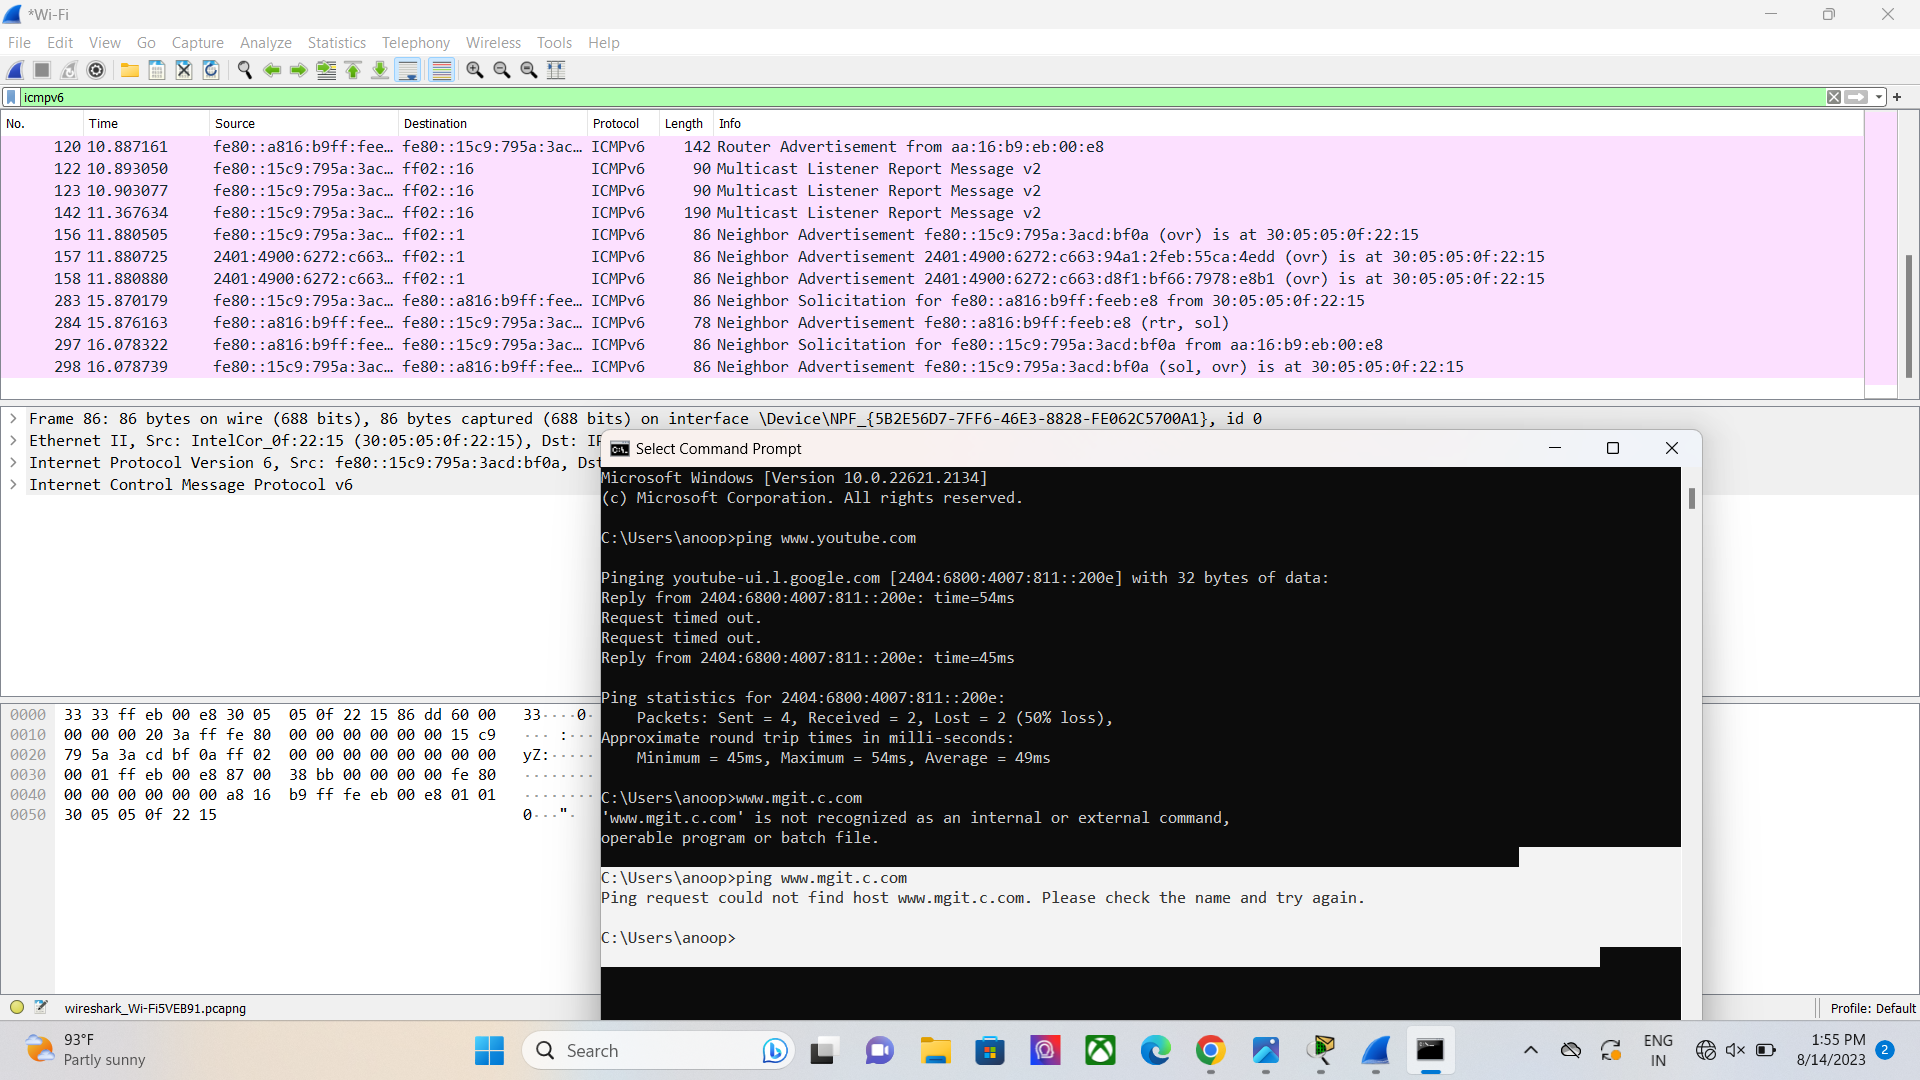 *Wi-Fi
File Edit View Go Capture Analyze Statistics Telephony Wireless Tools Help
icmpv6
No. Time Source Destination Protocol Length Info
120 10.887161 fe80::a816:b9ff:fee… fe80::15c9:795a:3ac… ICMPv6 142 Router Advertisement from aa:16:b9:eb:00:e8
122 10.893050 fe80::15c9:795a:3ac… ff02::16 ICMPv6 90 Multicast Listener Report Message v2
123 10.903077 fe80::15c9:795a:3ac… ff02::16 ICMPv6 90 Multicast Listener Report Message v2
142 11.367634 fe80::15c9:795a:3ac… ff02::16 ICMPv6 190 Multicast Listener Report Message v2
156 11.880505 fe80::15c9:795a:3ac… ff02::1 ICMPv6 86 Neighbor Advertisement fe80::15c9:795a:3acd:bf0a (ovr) is at 30:05:05:0f:22:15
157 11.880725 2401:4900:6272:c663… ff02::1 ICMPv6 86 Neighbor Advertisement 2401:4900:6272:c663:94a1:2feb:55ca:4edd (ovr) is at 30:05:05:0f:22:15
158 11.880880 2401:4900:6272:c663… ff02::1 ICMPv6 86 Neighbor Advertisement 2401:4900:6272:c663:d8f1:bf66:7978:e8b1 (ovr) is at 30:05:05:0f:22:15
283 15.870179 fe80::15c9:795a:3ac… fe80::a816:b9ff:fee… ICMPv6 86 Neighbor Solicitation for fe80::a816:b9ff:feeb:e8 from 30:05:05:0f:22:15
284 15.876163 fe80::a816:b9ff:fee… fe80::15c9:795a:3ac… ICMPv6 78 Neighbor Advertisement fe80::a816:b9ff:feeb:e8 (rtr, sol)
297 16.078322 fe80::a816:b9ff:fee… fe80::15c9:795a:3ac… ICMPv6 86 Neighbor Solicitation for fe80::15c9:795a:3acd:bf0a from aa:16:b9:eb:00:e8
298 16.078739 fe80::15c9:795a:3ac… fe80::a816:b9ff:fee… ICMPv6 86 Neighbor Advertisement fe80::15c9:795a:3acd:bf0a (sol, ovr) is at 30:05:05:0f:22:15
Frame 86: 86 bytes on wire (688 bits), 86 bytes captured (688 bits) on interface \Device\NPF_{5B2E56D7-7FF6-46E3-8828-FE062C5700A1}, id 0
Ethernet II, Src: IntelCor_0f:22:15 (30:05:05:0f:22:15), Dst: IP
Internet Protocol Version 6, Src: fe80::15c9:795a:3acd:bf0a, Dst
Internet Control Message Protocol v6
0000 33 33 ff eb 00 e8 30 05 05 0f 22 15 86 dd 60 00 33····0·
0010 00 00 00 20 3a ff fe 80 00 00 00 00 00 00 15 c9 ··· :···
0020 79 5a 3a cd bf 0a ff 02 00 00 00 00 00 00 00 00 yZ:·····
0030 00 01 ff eb 00 e8 87 00 38 bb 00 00 00 00 fe 80 ········
0040 00 00 00 00 00 00 a8 16 b9 ff fe eb 00 e8 01 01 ········
0050 30 05 05 0f 22 15 0···"·
Select Command Prompt
Microsoft Windows [Version 10.0.22621.2134]
(c) Microsoft Corporation. All rights reserved.
C:\Users\anoop>ping www.youtube.com
Pinging youtube-ui.l.google.com [2404:6800:4007:811::200e] with 32 bytes of data:
Reply from 2404:6800:4007:811::200e: time=54ms
Request timed out.
Request timed out.
Reply from 2404:6800:4007:811::200e: time=45ms
Ping statistics for 2404:6800:4007:811::200e:
Packets: Sent = 4, Received = 2, Lost = 2 (50% loss),
Approximate round trip times in milli-seconds:
Minimum = 45ms, Maximum = 54ms, Average = 49ms
C:\Users\anoop>www.mgit.c.com
'www.mgit.c.com' is not recognized as an internal or external command,
operable program or batch file.
C:\Users\anoop>ping www.mgit.c.com
Ping request could not find host www.mgit.c.com. Please check the name and try again.
C:\Users\anoop>
wireshark_Wi-Fi5VEB91.pcapng
Profile: Default
93°F
Partly sunny
Search
ENG
IN
1:55 PM
8/14/2023
2